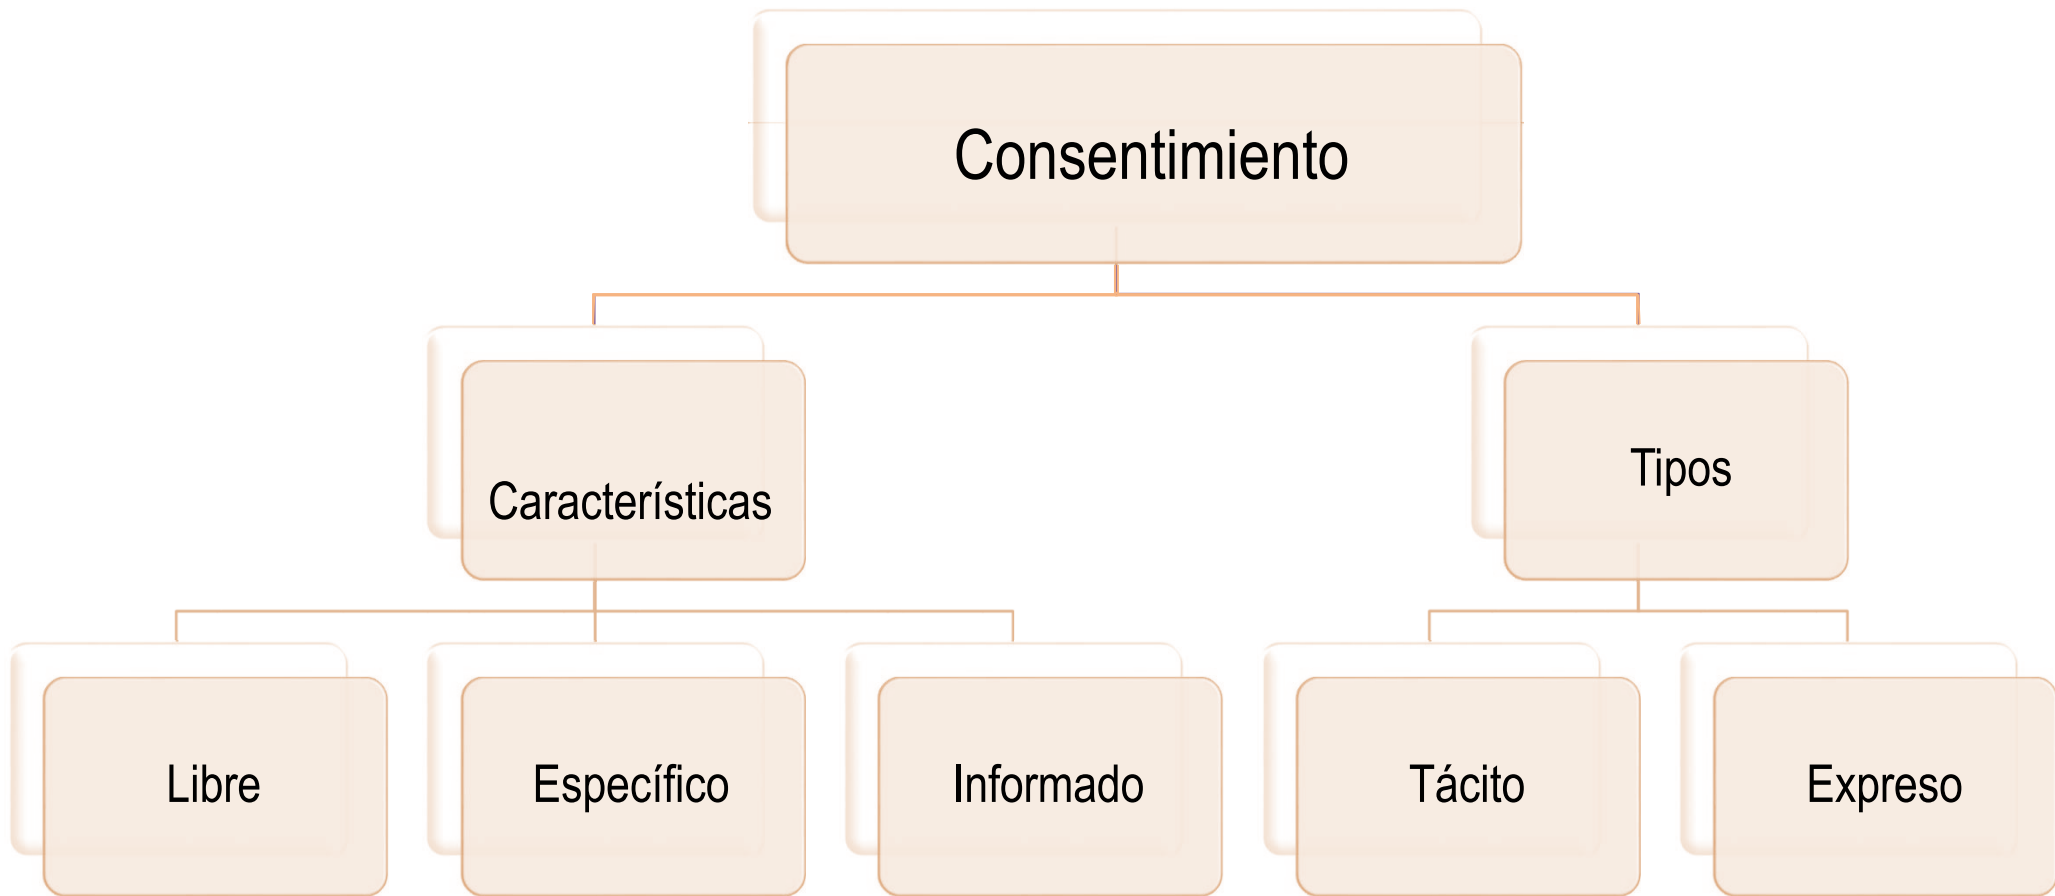 Consentimiento
Características
Tipos
Libre
Específico
Informado
Tácito
Expreso